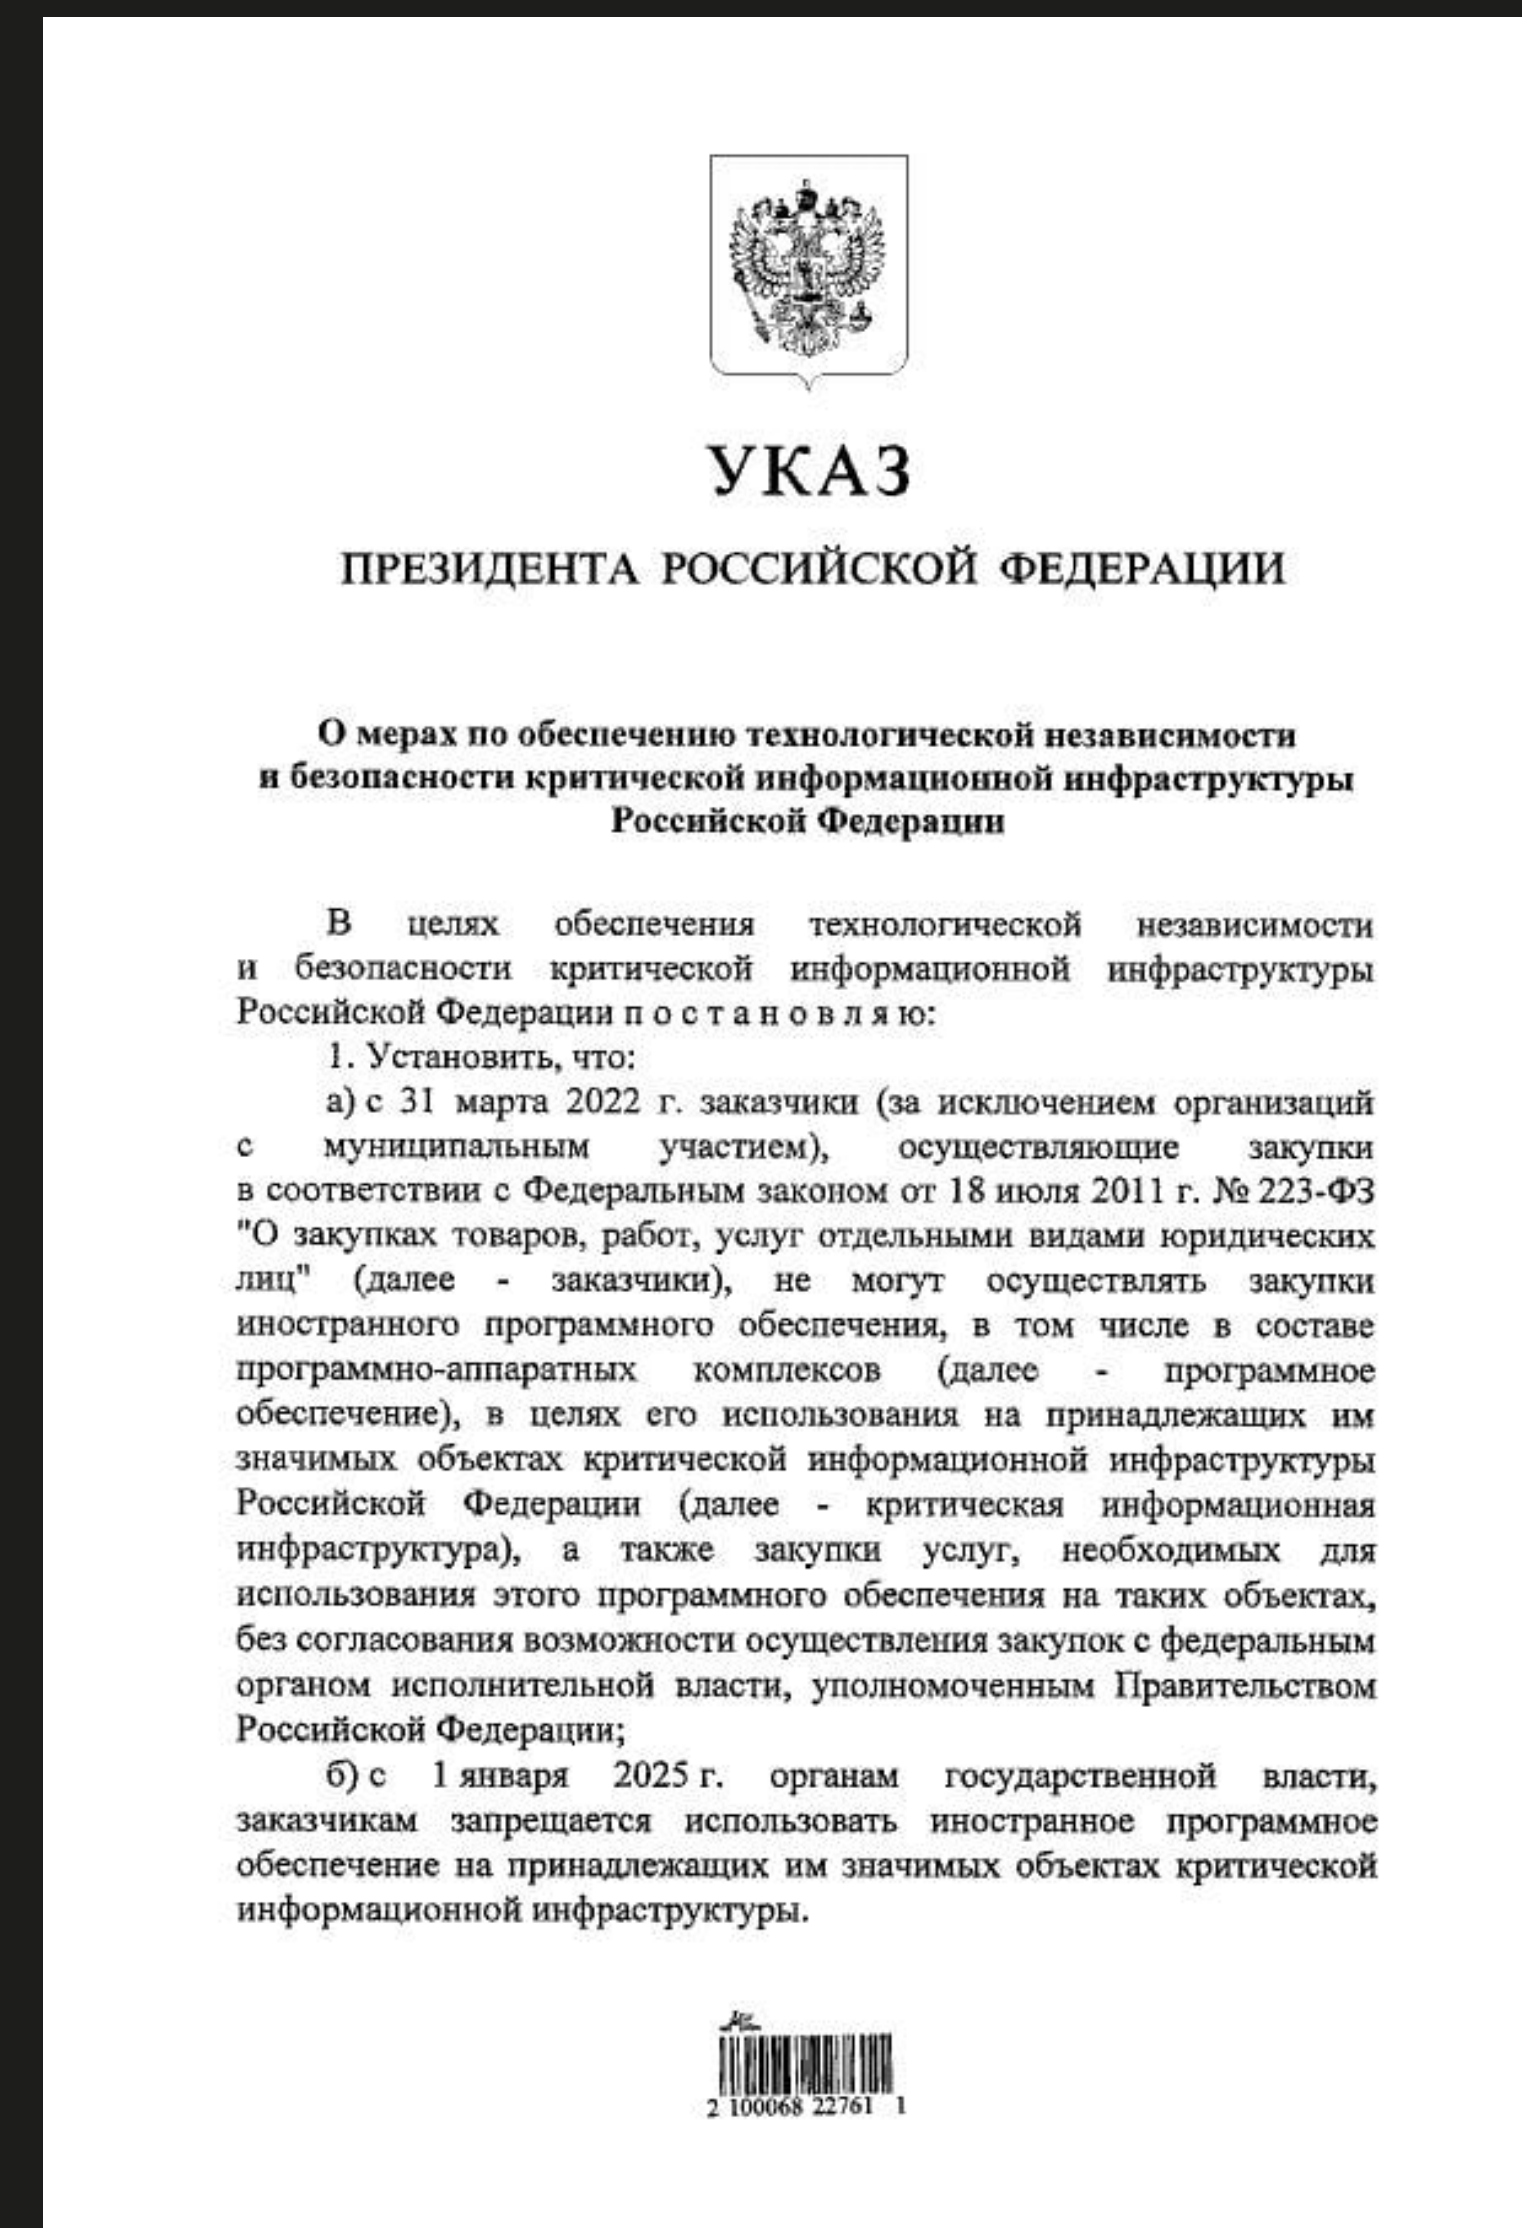 УКАЗ
ПРЕЗИДЕНТА РОССИЙСКОЙ ФЕДЕРАЦИИ
О мерах по обеспечению технологической независимости
и безопасности критической информационной инфраструктуры
Российской Федерации
В целях обеспечения технологической независимости
и безопасности критической информационной инфраструктуры
Российской Федерации п о с т а н о в л я ю:
1. Установить, что:
а) с 31 марта 2022 г. заказчики (за исключением организаций
с муниципальным участием), осуществляющие закупки
в соответствии с Федеральным законом от 18 июля 2011 г. № 223-ФЗ
"О закупках товаров, работ, услуг отдельными видами юридических
лиц" (далее - заказчики), не могут осуществлять закупки
иностранного программного обеспечения, в том числе в составе
программно-аппаратных комплексов (далее - программное
обеспечение), в целях его использования на принадлежащих им
значимых объектах критической информационной инфраструктуры
Российской Федерации (далее - критическая информационная
инфраструктура), а также закупки услуг, необходимых для
использования этого программного обеспечения на таких объектах,
без согласования возможности осуществления закупок с федеральным
органом исполнительной власти, уполномоченным Правительством
Российской Федерации;
б) с 1 января 2025 г. органам государственной власти,
заказчикам запрещается использовать иностранное программное
обеспечение на принадлежащих им значимых объектах критической
информационной инфраструктуры.
2 100068 22761 1